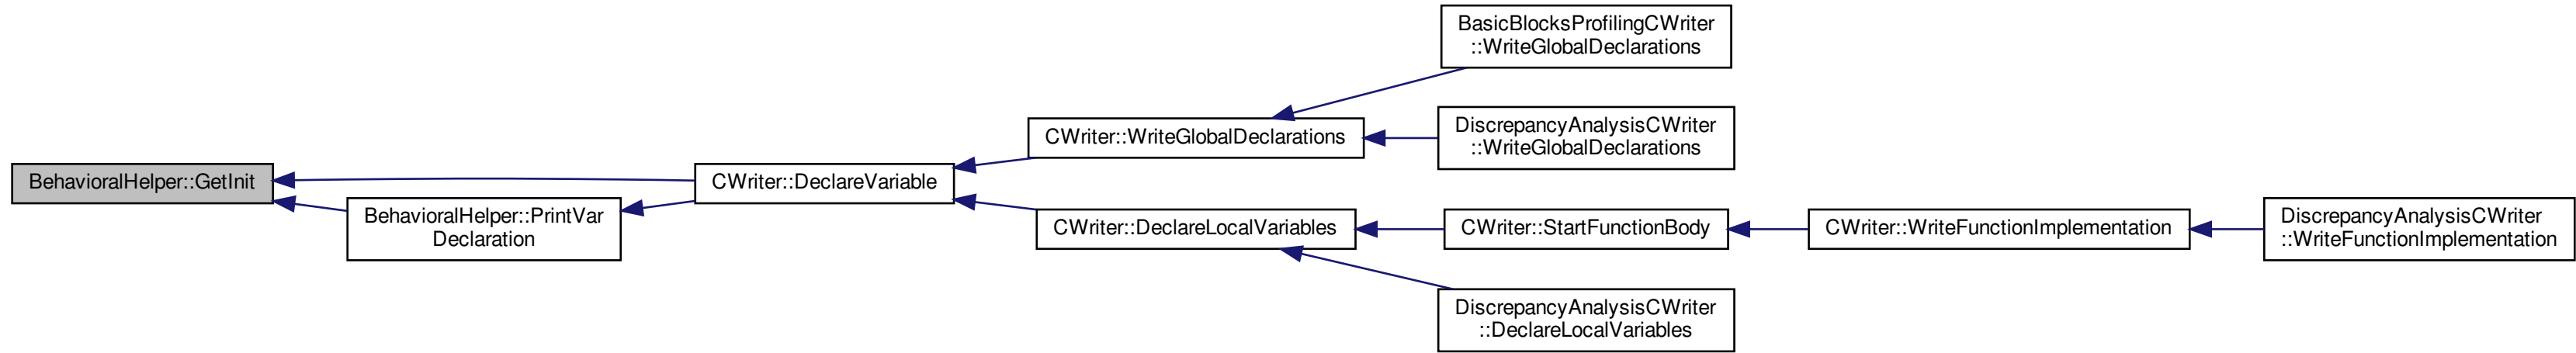 BehavioralHelper::GetInit
BehavioralHelper::PrintVar
Declaration
CWriter::DeclareVariable
CWriter::WriteGlobalDeclarations
BasicBlocksProfilingCWriter
::WriteGlobalDeclarations
DiscrepancyAnalysisCWriter
::WriteGlobalDeclarations
CWriter::DeclareLocalVariables
CWriter::StartFunctionBody
CWriter::WriteFunctionImplementation
DiscrepancyAnalysisCWriter
::WriteFunctionImplementation
DiscrepancyAnalysisCWriter
::DeclareLocalVariables